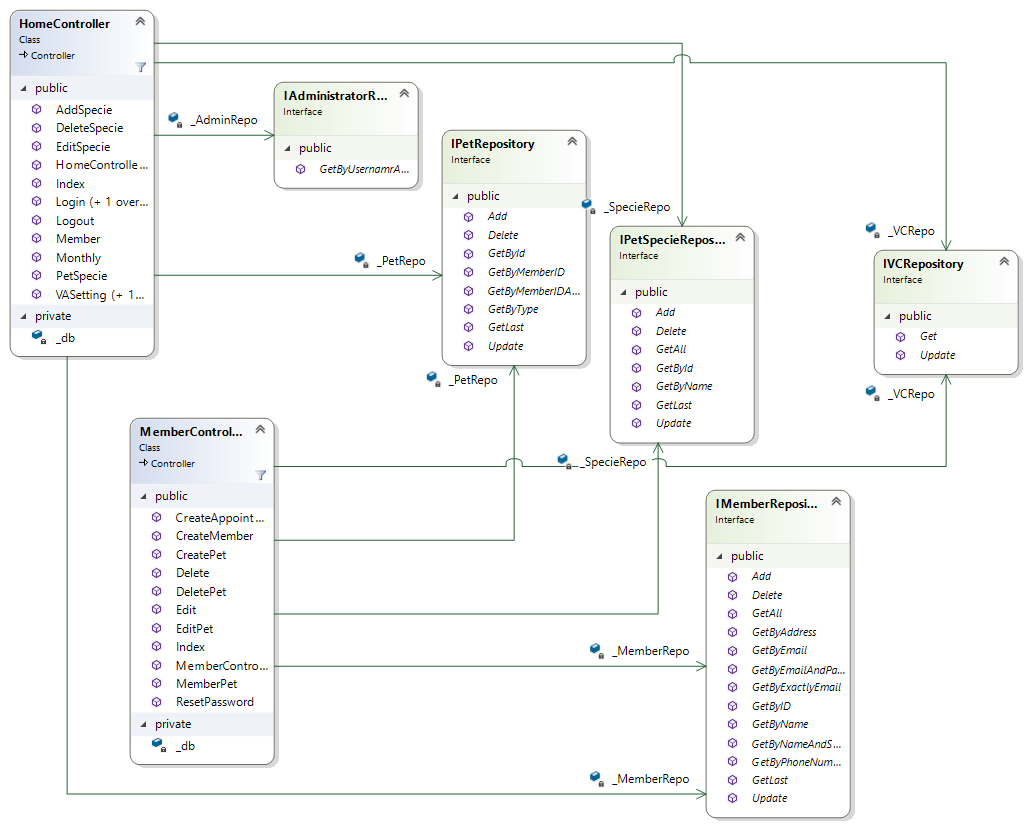 HomeController
Class
Controller
public
AddSpecie
DeleteSpecie
EditSpecie
HomeControlle...
Index
Login (+ 1 over...
Logout
Member
Monthly
PetSpecie
VASetting (+ 1...
private
_db
_AdminRepo
IAdministratorR...
Interface
public
GetByUsernamrA...
_PetRepo
IPetRepository
Interface
public
Add
Delete
GetById
GetByMemberID
GetByMemberIDA...
GetByType
GetLast
Update
_PetRepo
_SpecieRepo
IPetSpecieRepos...
Interface
public
Add
Delete
GetAll
GetById
GetByName
GetLast
Update
_SpecieRepo
_VCRepo
IVCRepository
Interface
public
Get
Update
_VCRepo
MemberControl...
Class
Controller
public
CreateAppoint...
CreateMember
CreatePet
Delete
DeletePet
Edit
EditPet
Index
MemberContro...
MemberPet
ResetPassword
private
_db
_MemberRepo
_MemberRepo
IMemberReposi...
Interface
public
Add
Delete
GetAll
GetByAddress
GetByEmail
GetByEmailAndPa...
GetByExactlyEmail
GetByID
GetByName
GetByNameAndS...
GetByPhoneNum...
GetLast
Update